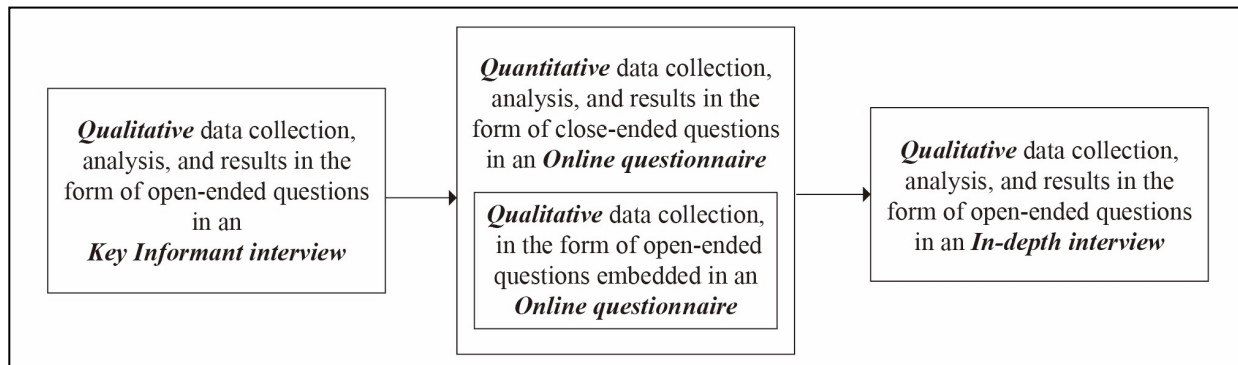 Qualitative data collection,
analysis, and results in the
form of open-ended questions
in an
Key Informant interview
Quantitative data collection,
analysis, and results in the
form of close-ended questions
in an Online questionnaire
Qualitative data collection,
in the form of open-ended
questions embedded in an
Online questionnaire
Qualitative data collection,
analysis, and results in the
form of open-ended questions
in an In-depth interview